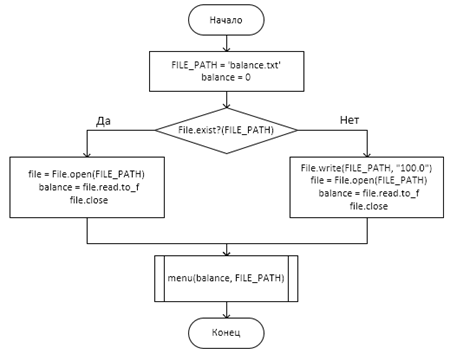 Начало
FILE_PATH = 'balance.txt'
balance = 0
File.exist?(FILE_PATH)
Да
Нет
file = File.open(FILE_PATH)
balance = file.read.to_f
file.close
File.write(FILE_PATH, "100.0")
file = File.open(FILE_PATH)
balance = file.read.to_f
file.close
menu(balance, FILE_PATH)
Конец